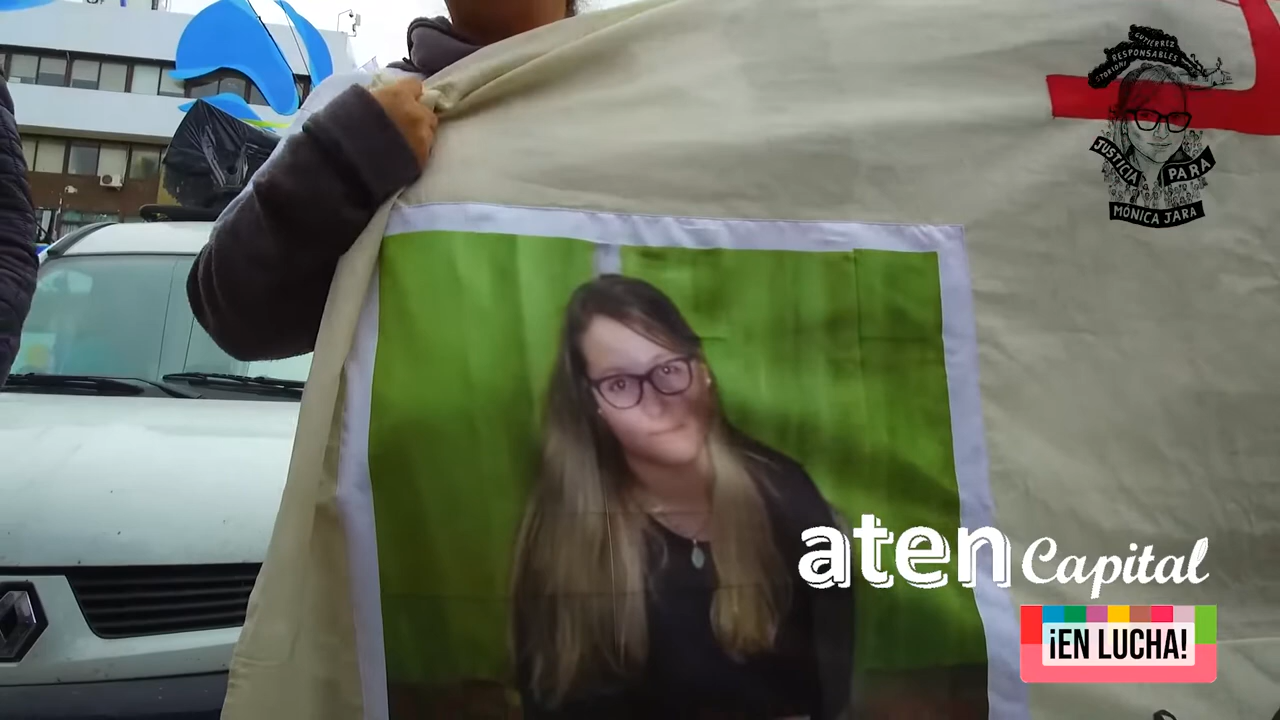 GUTIÉRREZ
RESPONSABLES
STORIONI
JUSTICIA PARA
MÓNICA JARA
aten Capital
¡EN LUCHA!